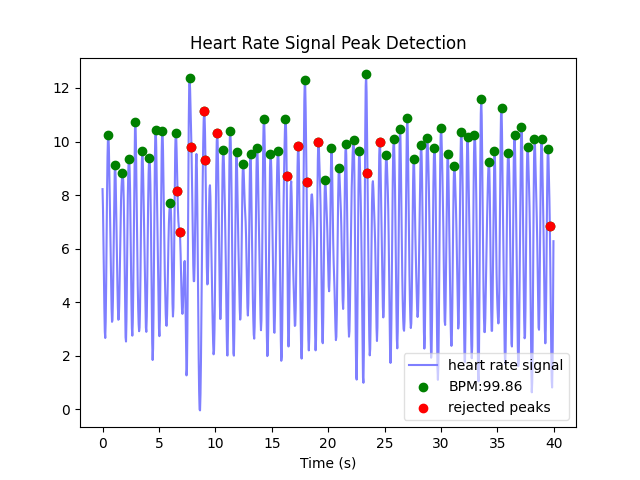 Heart Rate Signal Peak Detection
12
10
8
6
4
2
0
heart rate signal
BPM:99.86
rejected peaks
0 5 10 15 20 25 30 35 40
Time (s)